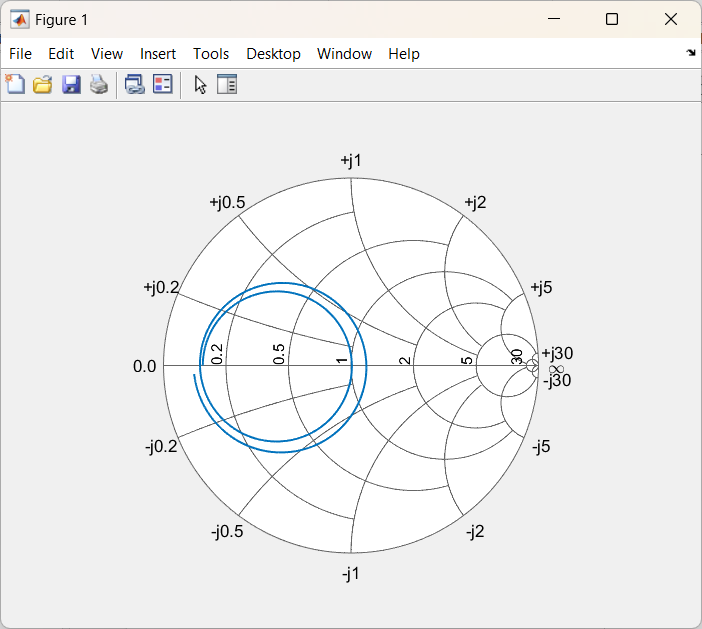 Figure 1
File Edit View Insert Tools Desktop Window Help
+j1
+j0.5
+j2
+j0.2
+j5
0.0
0.2
0.5
1
2
5
30
+j30
∞
-j30
-j0.2
-j5
-j0.5
-j2
-j1